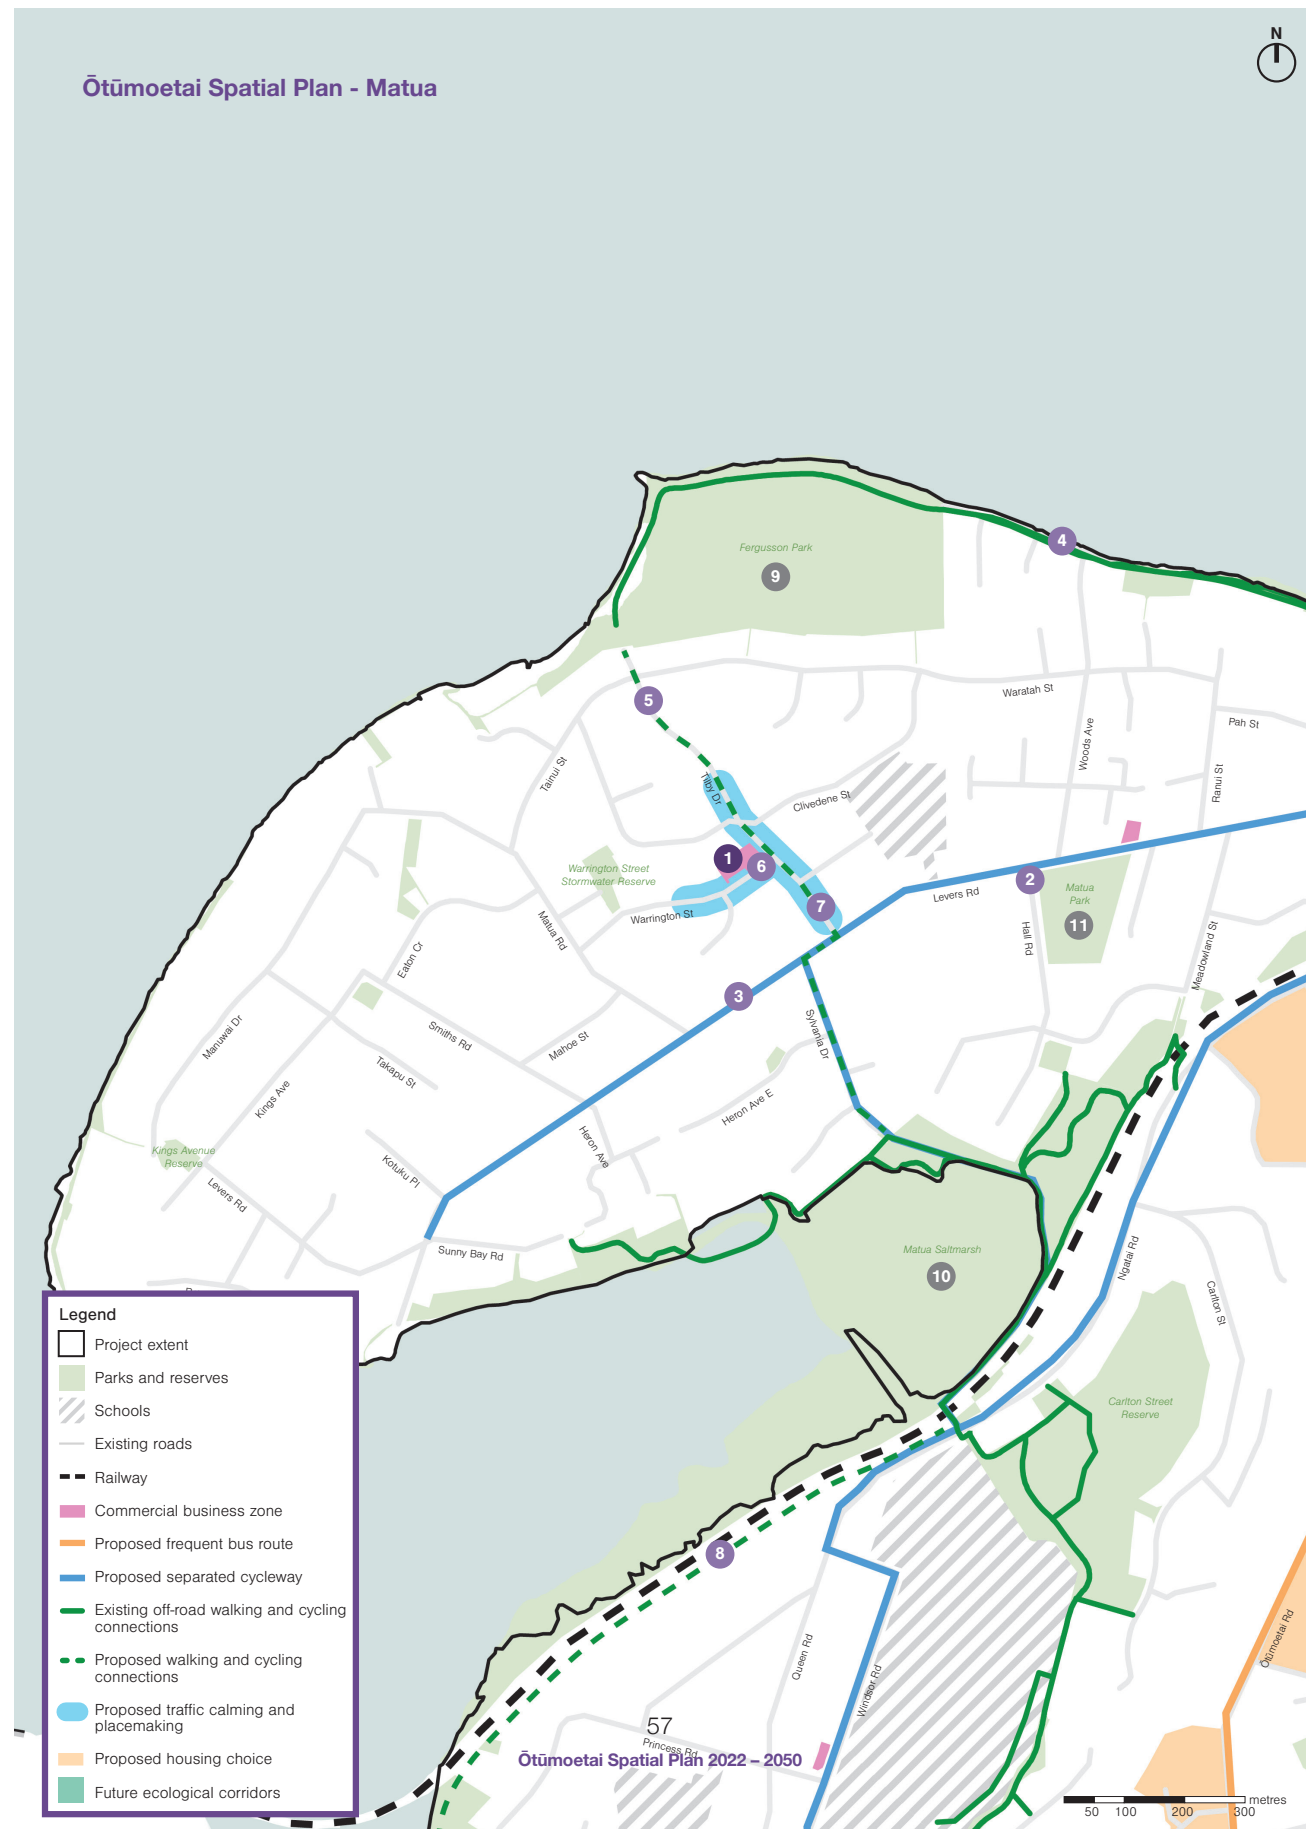 N
Ōtūmoetai Spatial Plan - Matua
4
Fergusson Park
9
5
Waratah St
Pah St
Woods Ave
Ranui St
Tainui St
Tilby Dr
Clivedene St
1
6
Warrington Street
Stormwater Reserve
2
Levers Rd
Matua
Park
11
7
Warrington St
Matua Rd
Hall Rd
Meadowland St
Eaton Cr
3
Manuwai Dr
Smiths Rd
Mahoe St
Sylvania Dr
Takapu St
Kings Ave
Heron Ave E
Heron Ave
Kings Avenue
Reserve
Kotuku Pl
Levers Rd
Sunny Bay Rd
Matua Saltmarsh
10
Ngatai Rd
Carlton St
Carlton Street
Reserve
8
Queen Rd
Windsor Rd
Ōtūmoetai Rd
Princess Rd
Legend
Project extent
Parks and reserves
Schools
Existing roads
Railway
Commercial business zone
Proposed frequent bus route
Proposed separated cycleway
Existing off-road walking and cycling
connections
Proposed walking and cycling
connections
Proposed traffic calming and
placemaking
Proposed housing choice
Future ecological corridors
57
Ōtūmoetai Spatial Plan 2022 – 2050
metres
50 100 200 300